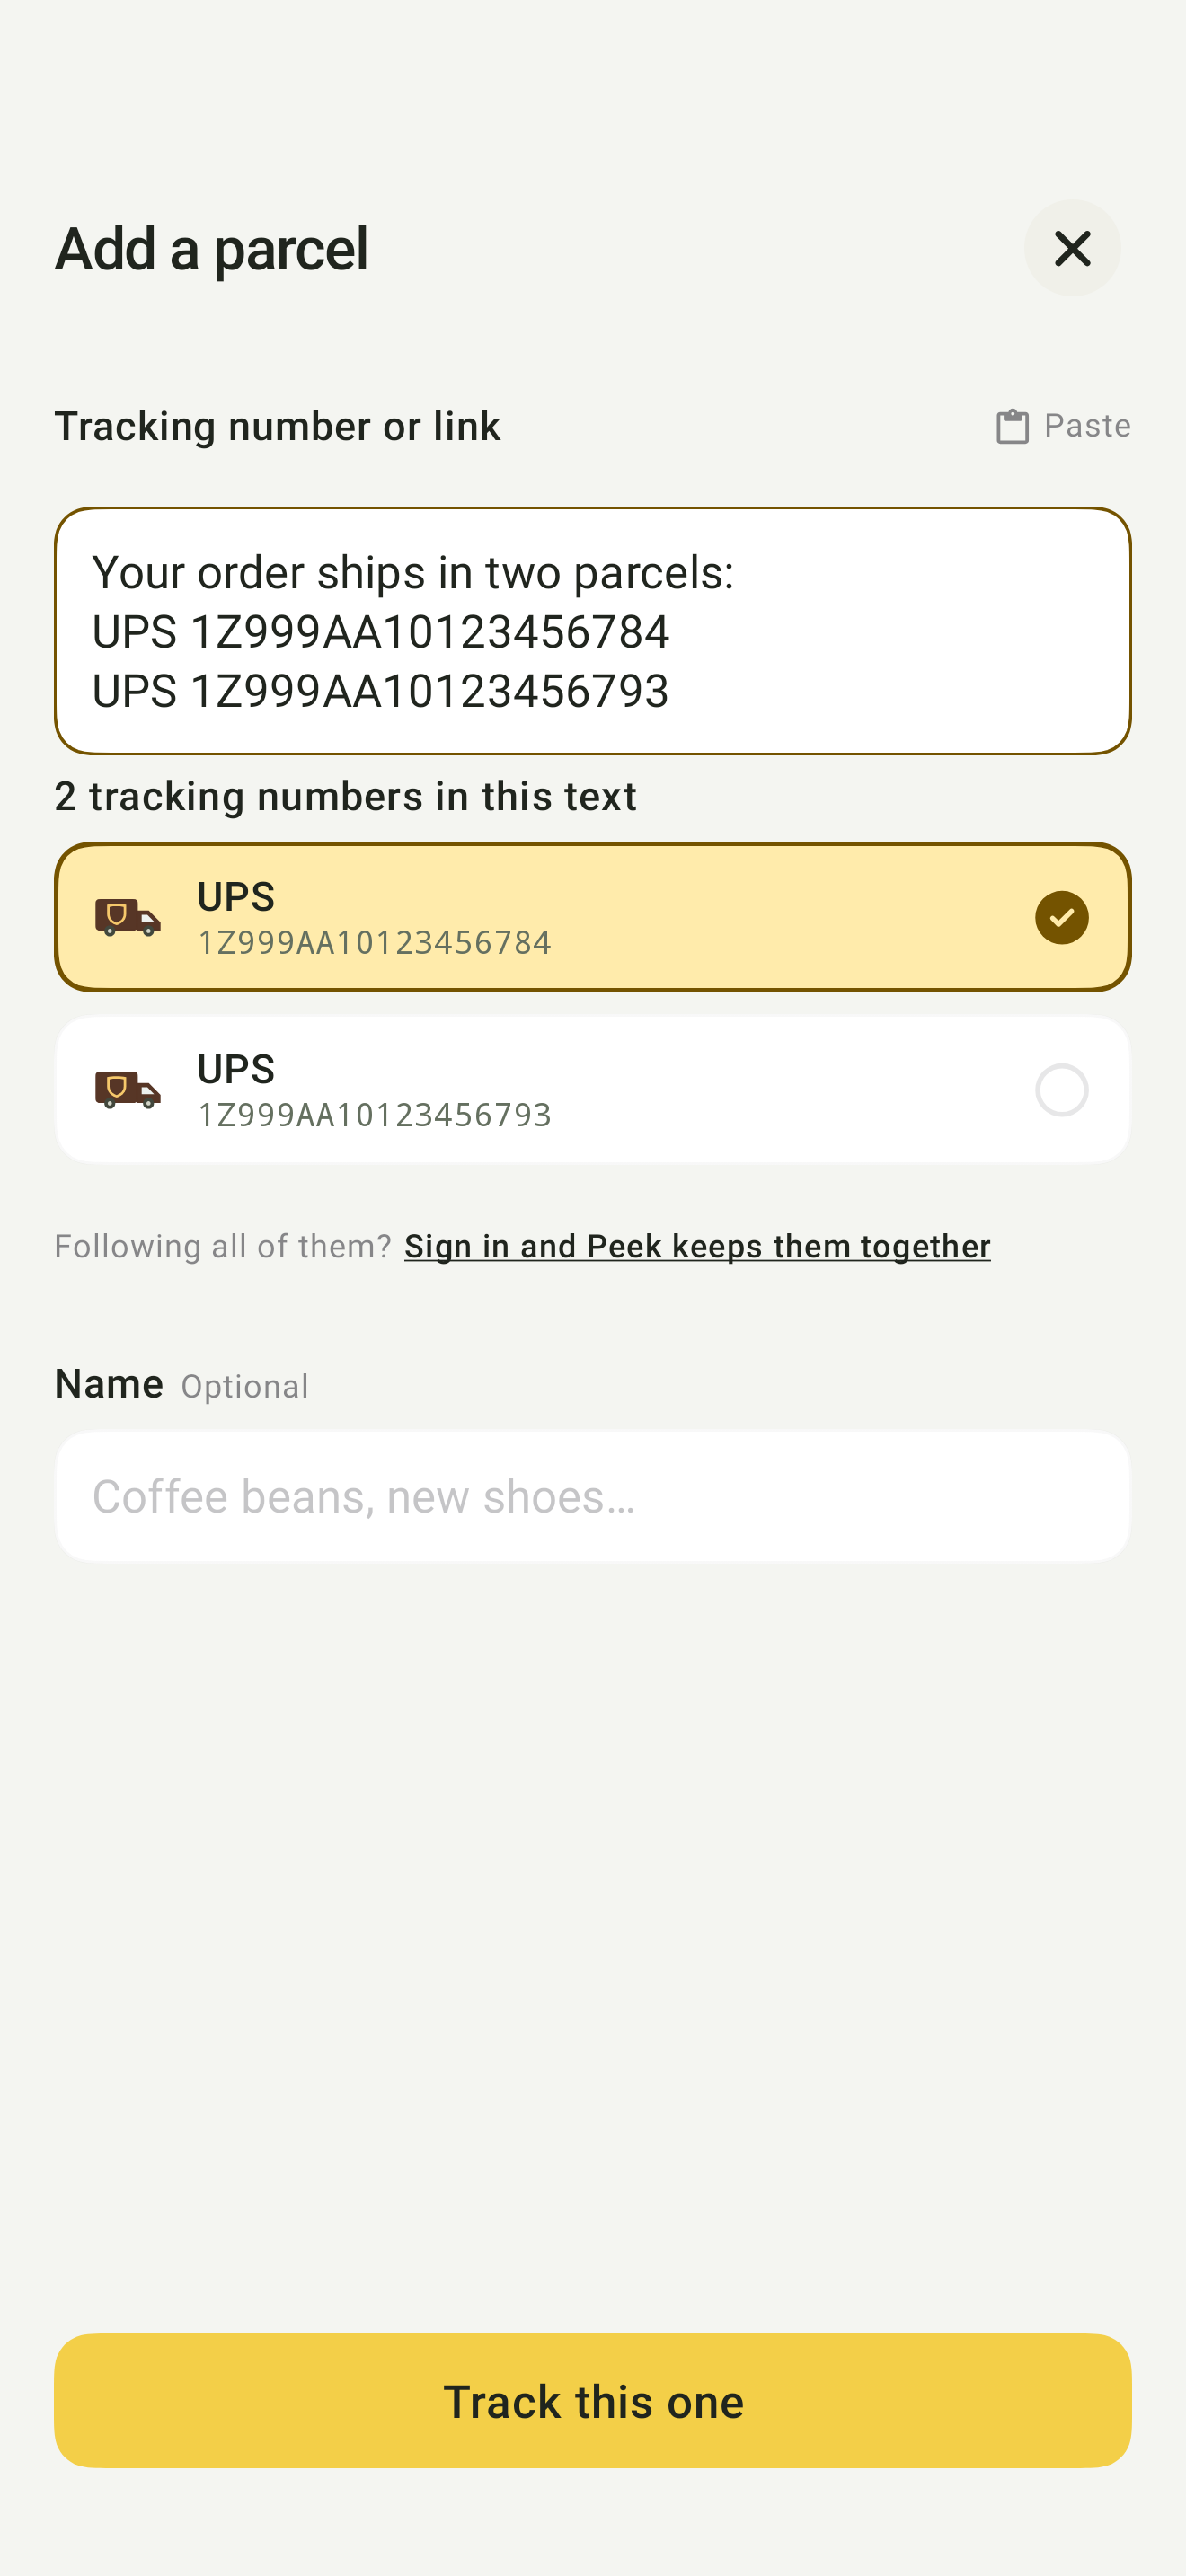 Add a parcel
Tracking number or link
Paste
Your order ships in two parcels:
UPS 1Z999AA10123456784
UPS 1Z999AA10123456793
2 tracking numbers in this text
UPS
1Z999AA10123456784
UPS
1Z999AA10123456793
Following all of them? Sign in and Peek keeps them together
Name Optional
Coffee beans, new shoes…
Track this one